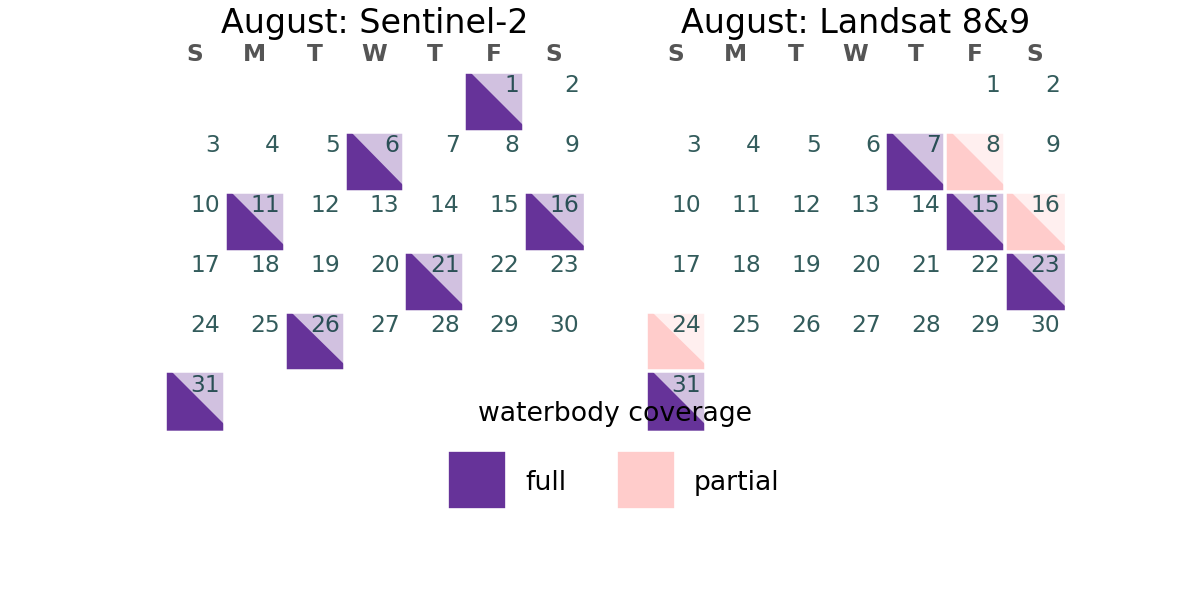 August: Sentinel-2
S M T W T F S
1 2
3 4 5 6 7 8 9
10 11 12 13 14 15 16
17 18 19 20 21 22 23
24 25 26 27 28 29 30
31
August: Landsat 8&9
S M T W T F S
1 2
3 4 5 6 7 8 9
10 11 12 13 14 15 16
17 18 19 20 21 22 23
24 25 26 27 28 29 30
31
waterbody coverage
full partial